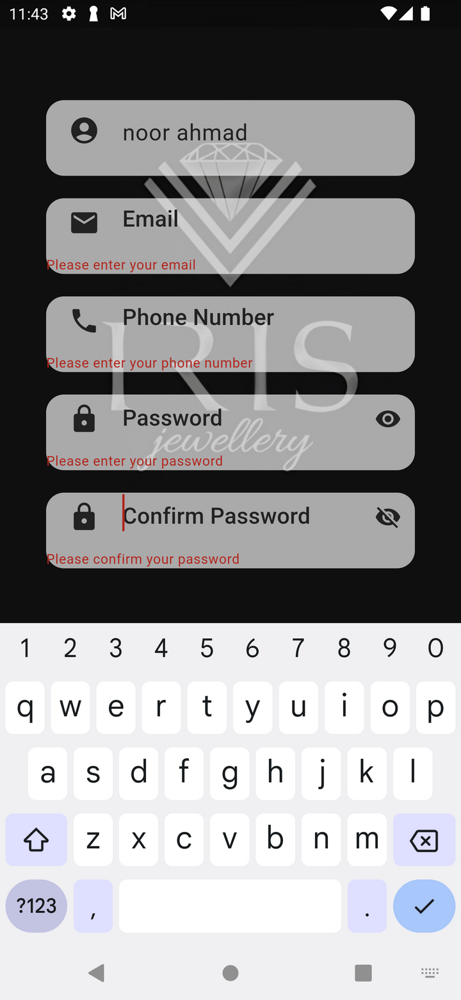 11:43
noor ahmad
Email
Please enter your email
Phone Number
Please enter your phone number
IRIS
Password
jewellery
Please enter your password
Confirm Password
Please confirm your password
1 2 3 4 5 6 7 8 9 0
q w e r t y u i o p
a s d f g h j k l
z x c v b n m
?123 , .